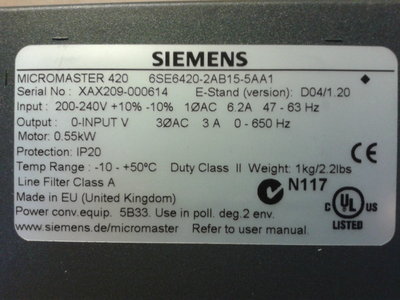 SIEMENS
MICROMASTER 420 6SE6420-2AB15-5AA1
Serial No : XAX209-000614 E-Stand (version): D04/1.20
Input : 200-240V +10% -10% 1ØAC 6.2A 47 - 63 Hz
Output : 0-INPUT V 3ØAC 3 A 0 - 650 Hz
Motor: 0.55kW
Protection: IP20
Temp Range : -10 - +50°C Duty Class II Weight: 1kg/2.2lbs
Line Filter Class A
Made in EU (United Kingdom)
Power conv.equip. 5B33. Use in poll. deg.2 env.
www.siemens.de/micromaster Refer to user manual.
CE
N117
C UL US
LISTED